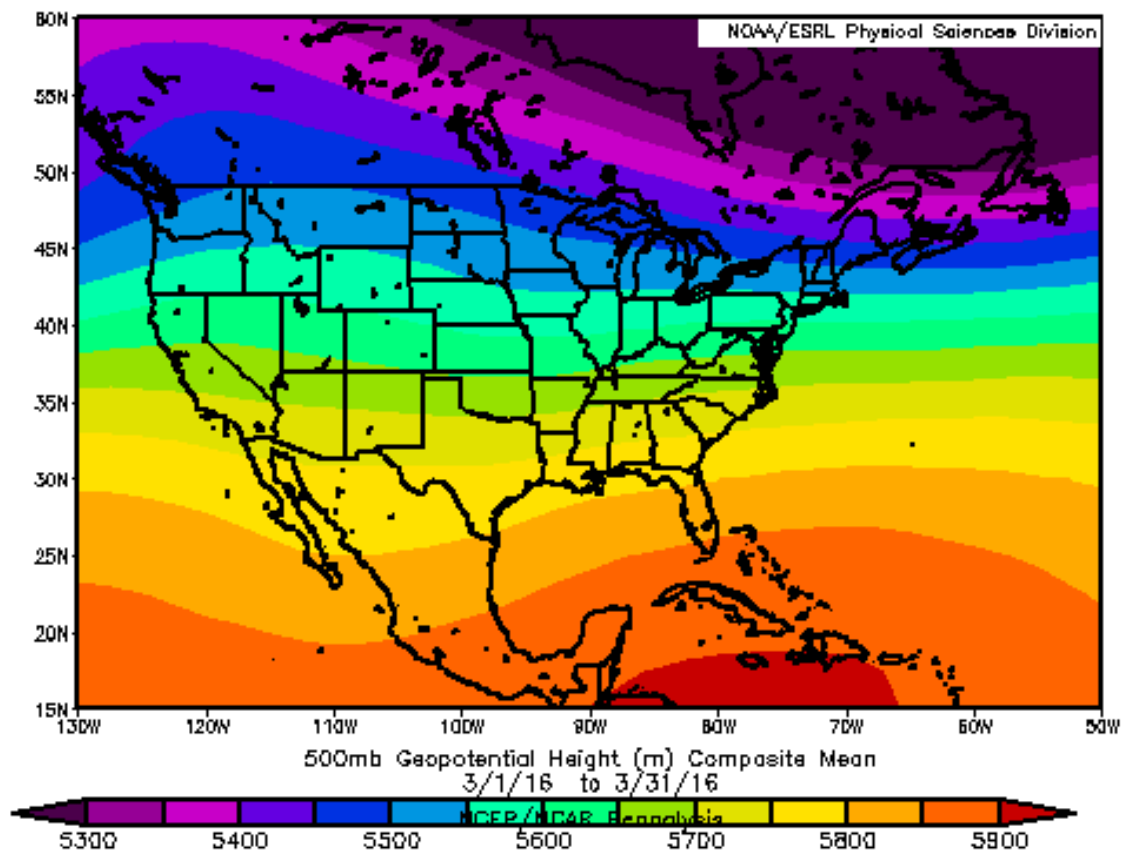 60N
NOAA/ESRL Physical Sciences Division
55N
50N
45N
40N
35N
30N
25N
20N
15N
130W 120W 110W 100W 90W 80W 70W 60W 50W
500mb Geopotential Height (m) Composite Mean
3/1/16 to 3/31/16
NCEP/NCAR Reanalysis
5300 5400 5500 5600 5700 5800 5900